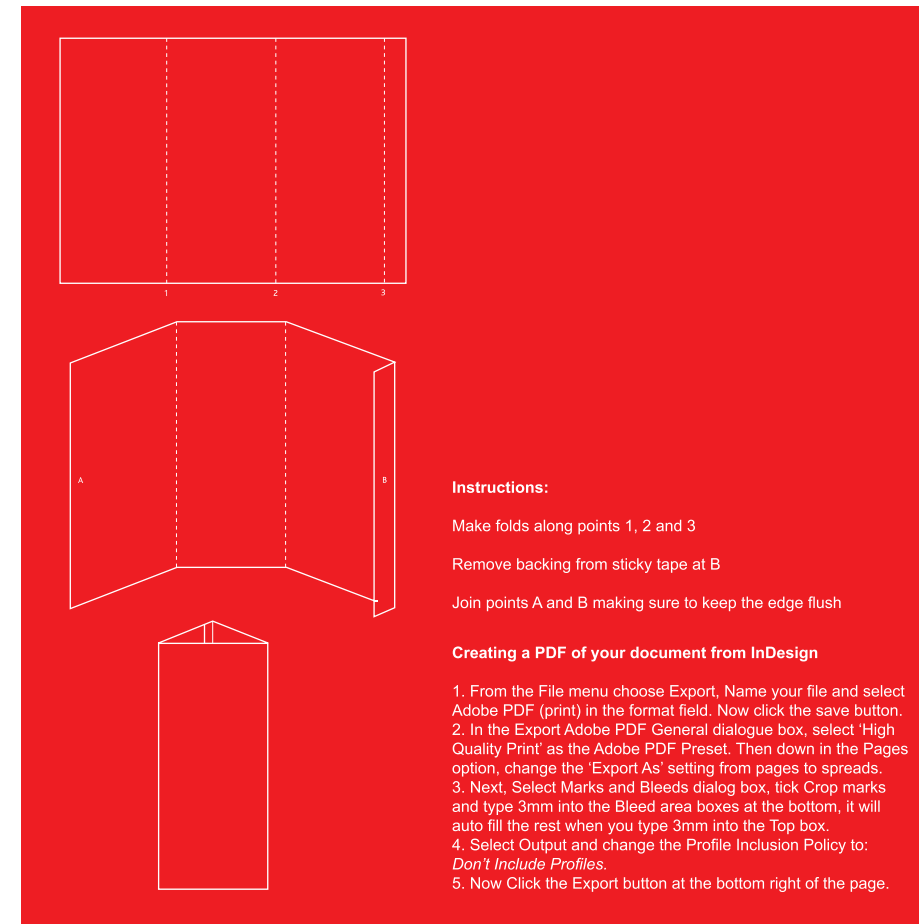 1
2
3
A
B
Instructions:
Make folds along points 1, 2 and 3
Remove backing from sticky tape at B
Join points A and B making sure to keep the edge flush
Creating a PDF of your document from InDesign
1. From the File menu choose Export, Name your file and select
Adobe PDF (print) in the format field. Now click the save button.
2. In the Export Adobe PDF General dialogue box, select ‘High
Quality Print’ as the Adobe PDF Preset. Then down in the Pages
option, change the ‘Export As’ setting from pages to spreads.
3. Next, Select Marks and Bleeds dialog box, tick Crop marks
and type 3mm into the Bleed area boxes at the bottom, it will
auto fill the rest when you type 3mm into the Top box.
4. Select Output and change the Profile Inclusion Policy to:
Don’t Include Profiles.
5. Now Click the Export button at the bottom right of the page.